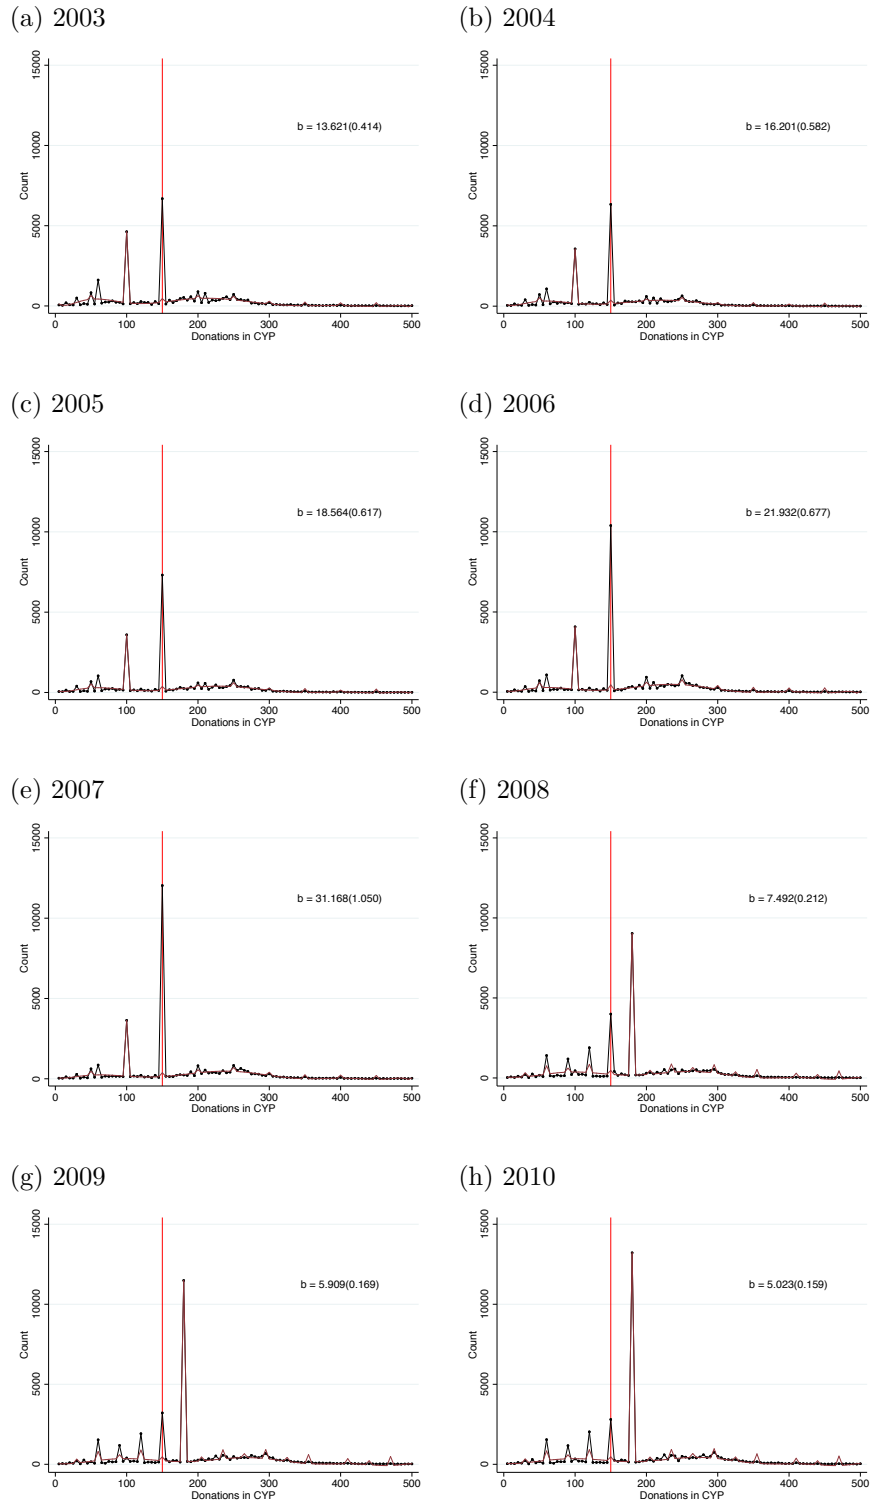 (a) 2003
(b) 2004
15000
10000
5000
0
Count
b = 13.621(0.414)
0 100 200 300 400 500
Donations in CYP
15000
10000
5000
0
Count
b = 16.201(0.582)
0 100 200 300 400 500
Donations in CYP
(c) 2005
(d) 2006
15000
10000
5000
0
Count
b = 18.564(0.617)
0 100 200 300 400 500
Donations in CYP
15000
10000
5000
0
Count
b = 21.932(0.677)
0 100 200 300 400 500
Donations in CYP
(e) 2007
(f) 2008
15000
10000
5000
0
Count
b = 31.168(1.050)
0 100 200 300 400 500
Donations in CYP
15000
10000
5000
0
Count
b = 7.492(0.212)
0 100 200 300 400 500
Donations in CYP
(g) 2009
(h) 2010
15000
10000
5000
0
Count
b = 5.909(0.169)
0 100 200 300 400 500
Donations in CYP
15000
10000
5000
0
Count
b = 5.023(0.159)
0 100 200 300 400 500
Donations in CYP